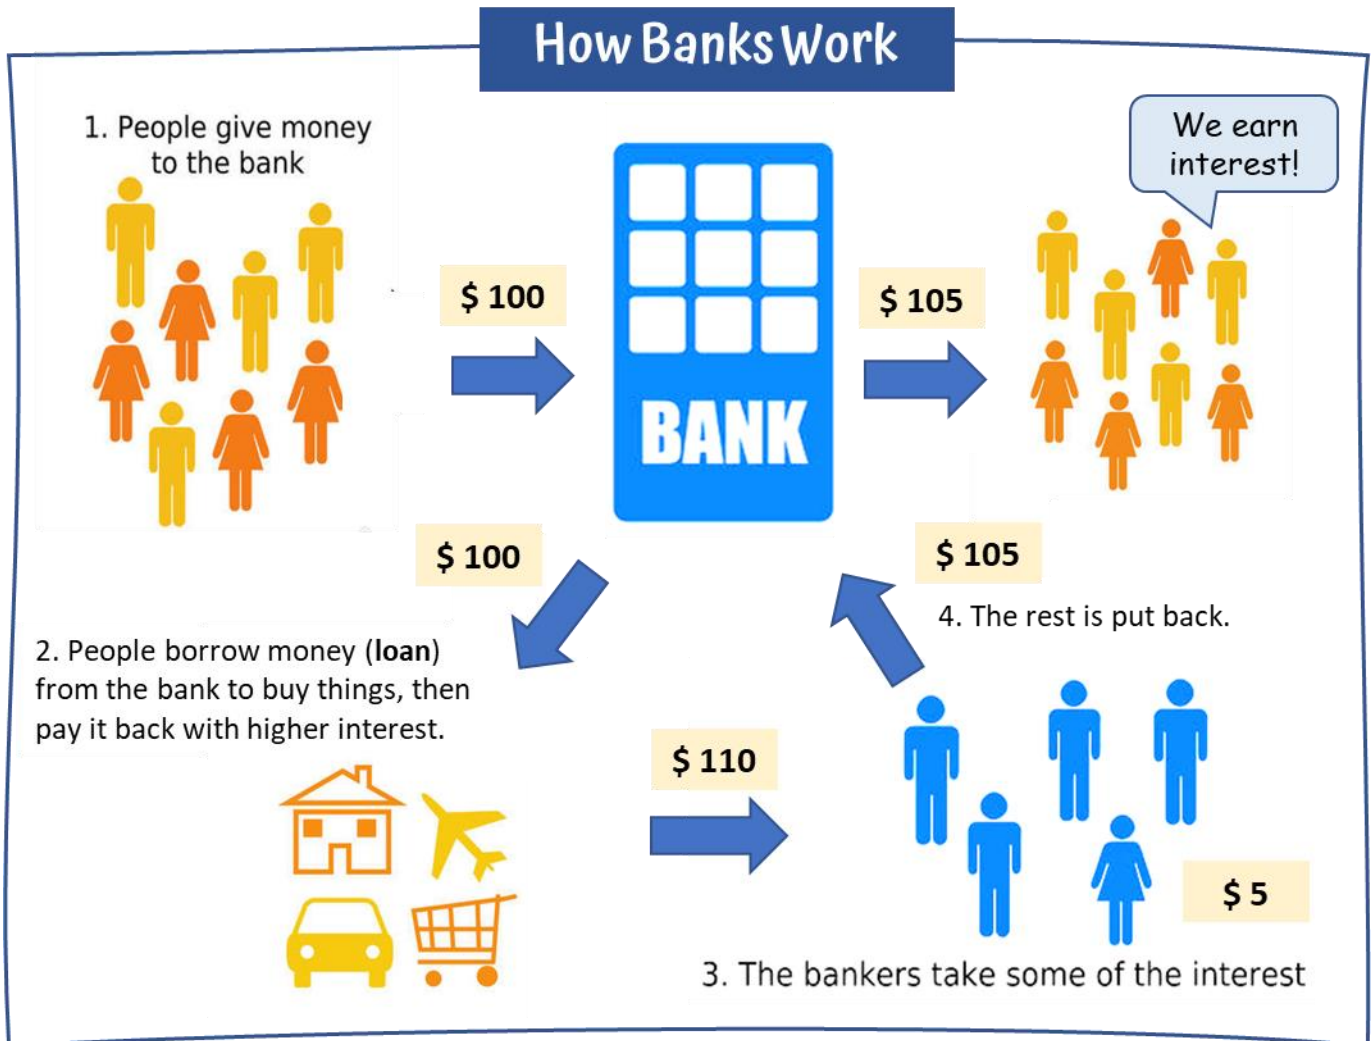 How Banks Work
1. People give money
to the bank
$ 100
BANK
$ 105
We earn
interest!
$ 100
2. People borrow money (loan)
from the bank to buy things, then
pay it back with higher interest.
$ 110
$ 5
3. The bankers take some of the interest
$ 105
4. The rest is put back.